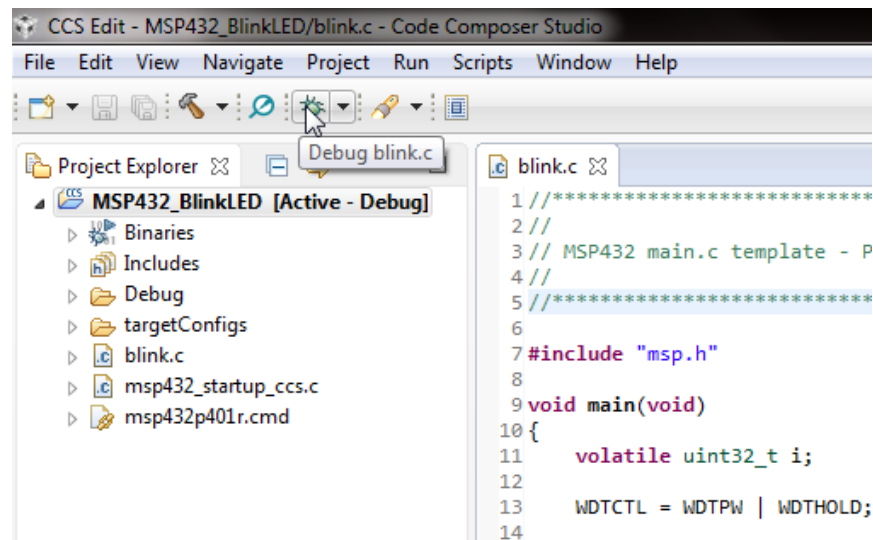 CCS Edit - MSP432_BlinkLED/blink.c - Code Composer Studio
File Edit View Navigate Project Run Scripts Window Help
Debug blink.c
Project Explorer
MSP432_BlinkLED [Active - Debug]
Binaries
Includes
Debug
targetConfigs
blink.c
msp432_startup_ccs.c
msp432p401r.cmd
blink.c
1 //***************************
2 //
3 // MSP432 main.c template - P
4 //
5 //***************************
6
7 #include "msp.h"
8
9 void main(void)
10 {
11     volatile uint32_t i;
12
13     WDTCTL = WDTPW | WDTHOLD;
14